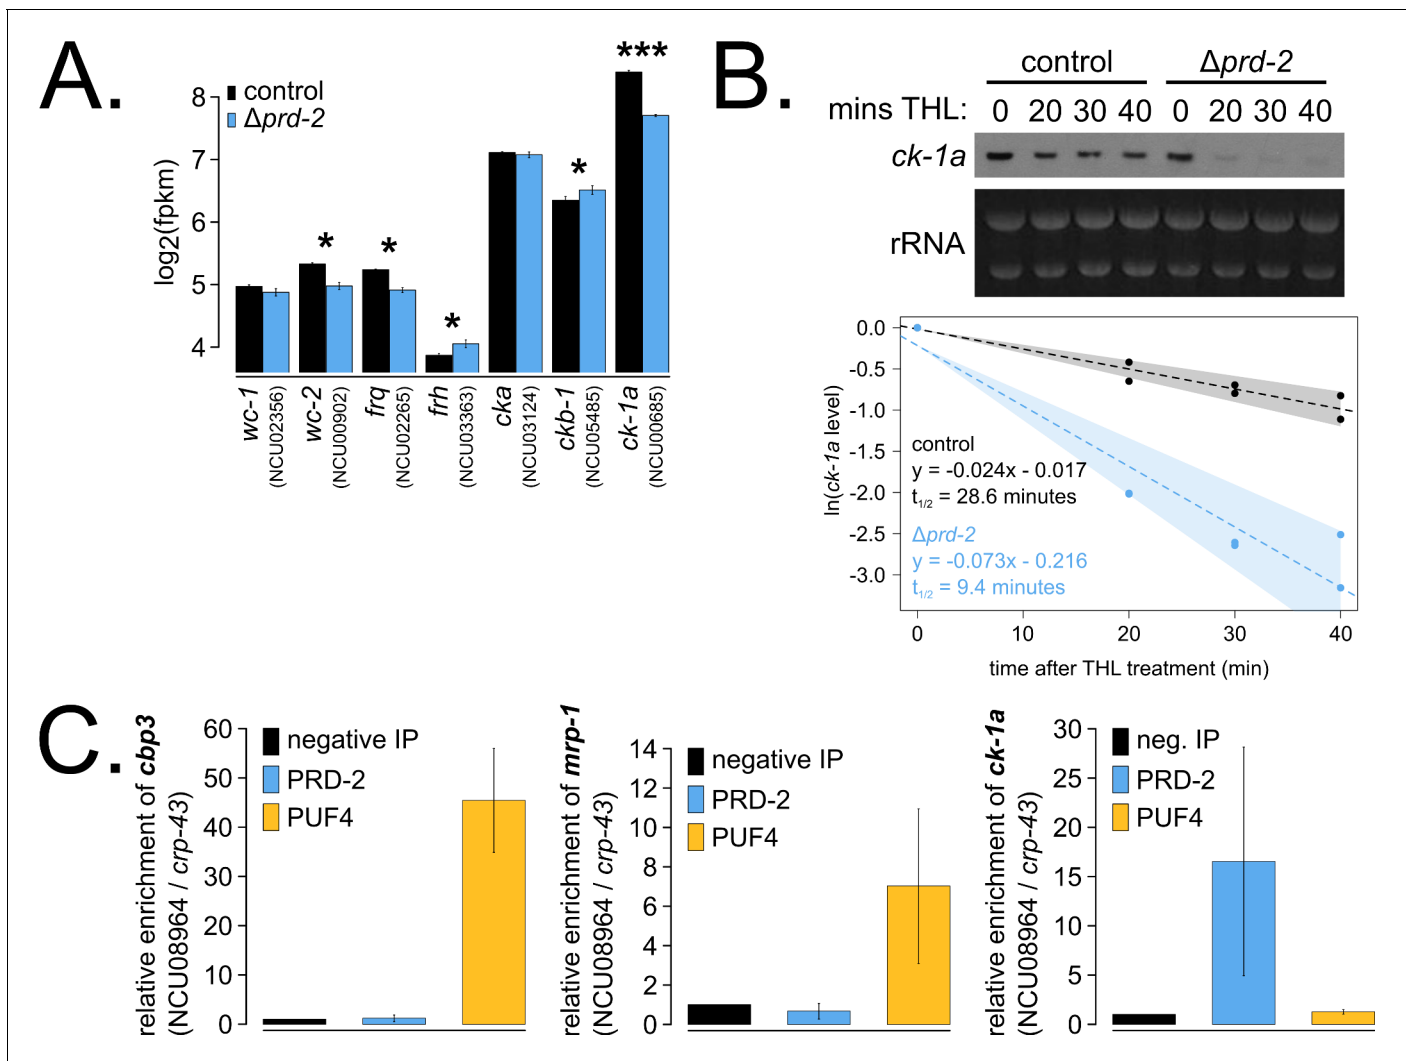 A.
control
Δprd-2
***
*
*
*
*
8
7
6
5
4
log2(fpkm)
wc-1
(NCU02356)
wc-2
(NCU00902)
frq
(NCU02265)
frh
(NCU03363)
cka
(NCU03124)
ckb-1
(NCU05485)
ck-1a
(NCU00685)
B.
control Δprd-2
mins THL: 0 20 30 40 0 20 30 40
ck-1a
rRNA
0.0
-0.5
-1.0
-1.5
-2.0
-2.5
-3.0
ln(ck-1a level)
control
y = -0.024x - 0.017
t1/2 = 28.6 minutes
Δprd-2
y = -0.073x - 0.216
t1/2 = 9.4 minutes
0 10 20 30 40
time after THL treatment (min)
C.
relative enrichment of cbp3
(NCU08964 / crp-43)
60
50
40
30
20
10
0
negative IP
PRD-2
PUF4
relative enrichment of mrp-1
(NCU08964 / crp-43)
14
12
10
8
6
4
2
0
negative IP
PRD-2
PUF4
relative enrichment of ck-1a
(NCU08964 / crp-43)
30
25
20
15
10
5
0
neg. IP
PRD-2
PUF4